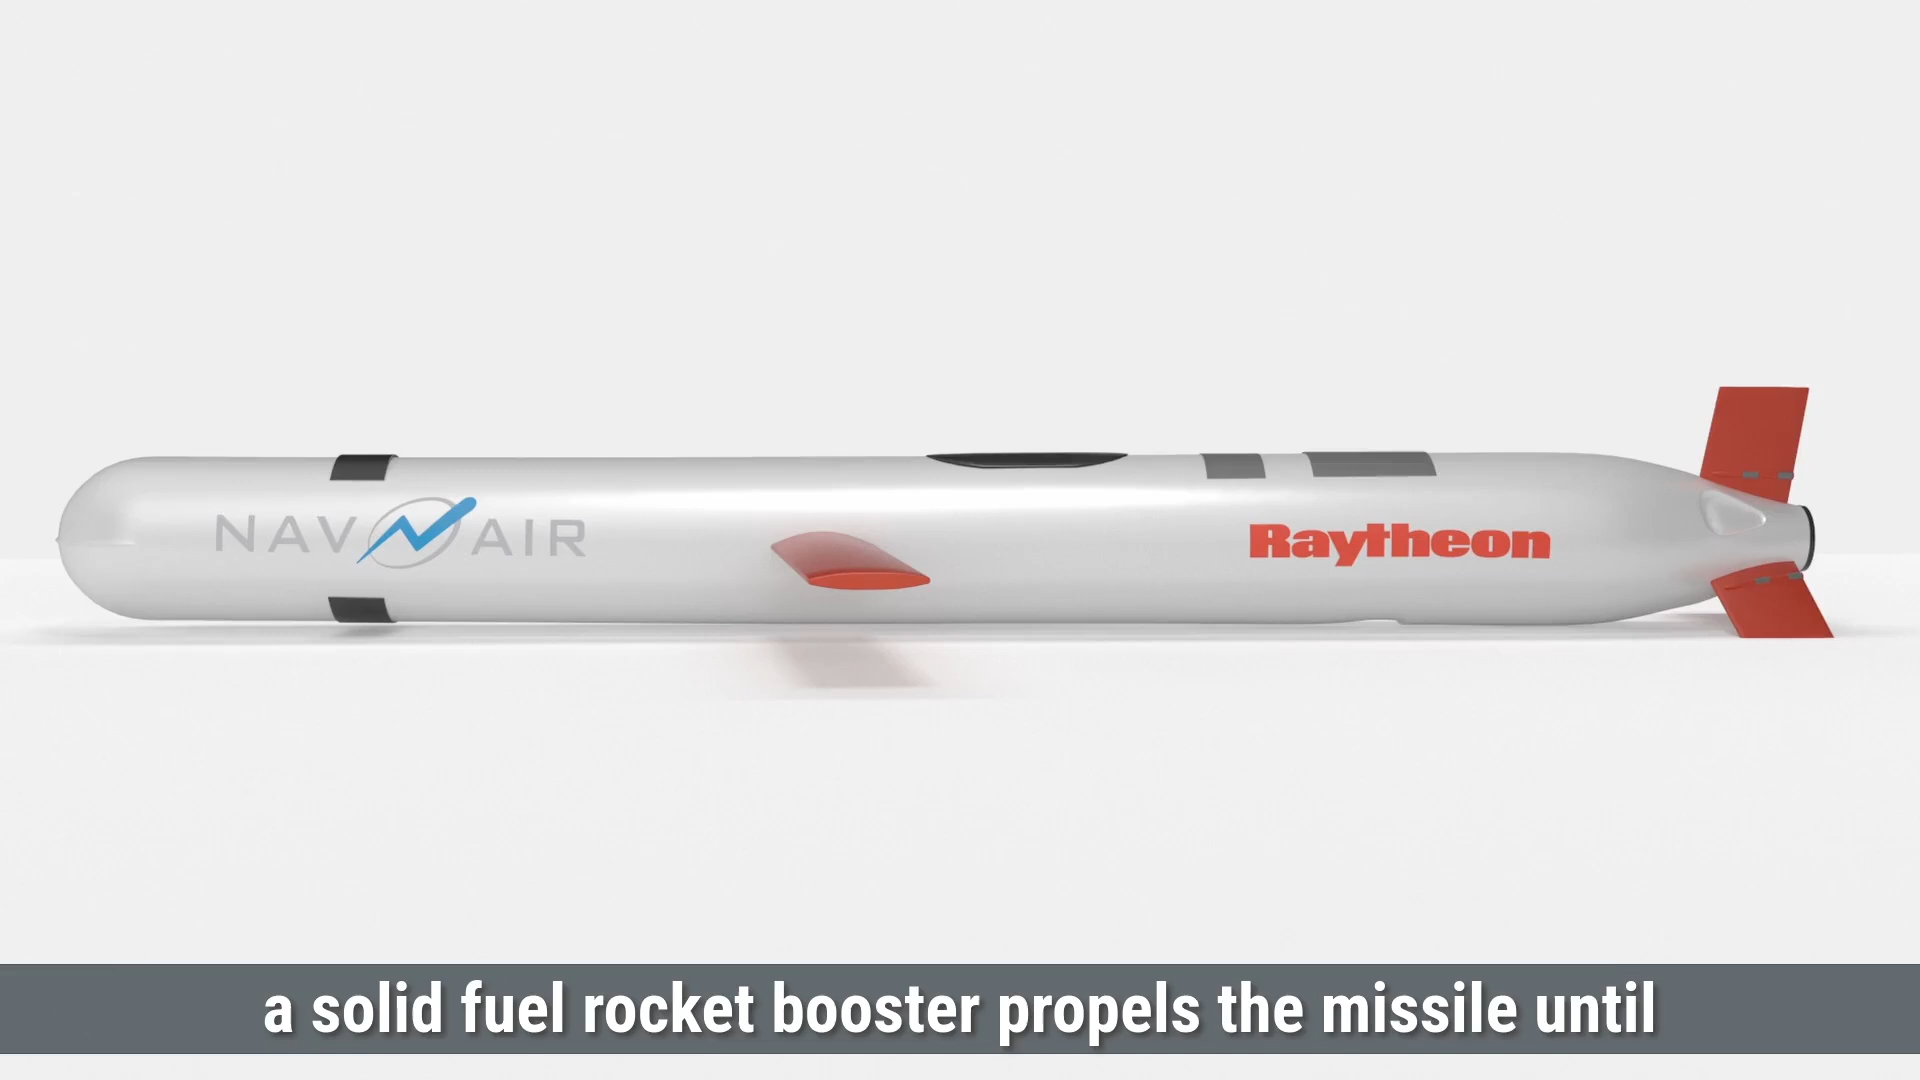 NAVAIR
Raytheon
a solid fuel rocket booster propels the missile until